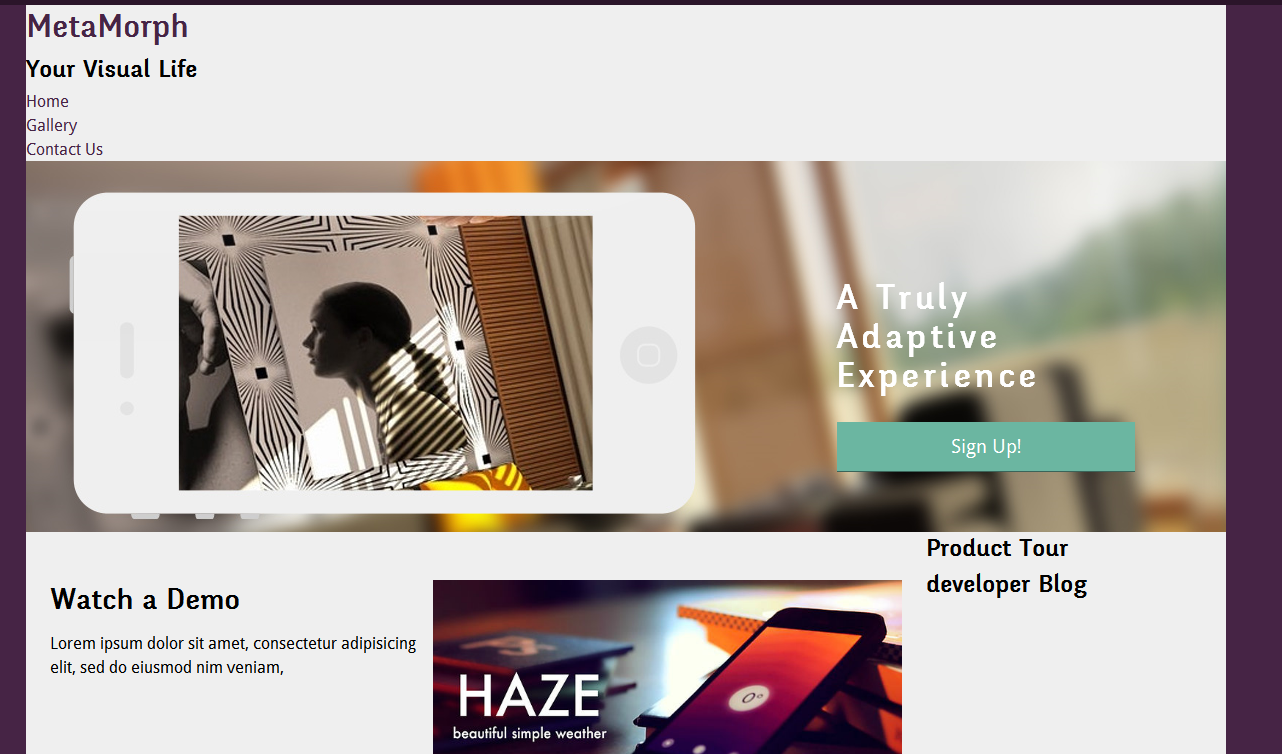 MetaMorph
Your Visual Life
Home
Gallery
Contact Us
A Truly
Adaptive
Experience
Sign Up!
Product Tour
developer Blog
Watch a Demo
Lorem ipsum dolor sit amet, consectetur adipisicing
elit, sed do eiusmod nim veniam,
0°
HAZE
beautiful simple weather